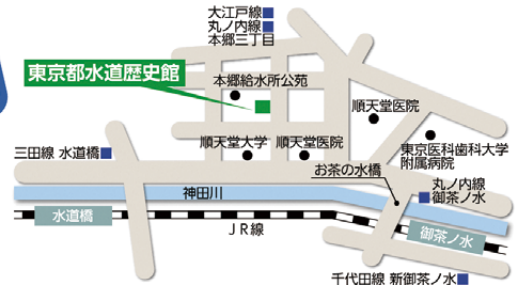 大江戸線
丸ノ内線
本郷三丁目
東京都水道歴史館
本郷給水所公苑
順天堂医院
順天堂大学
順天堂医院
東京医科歯科大学
附属病院
三田線 水道橋
お茶の水橋
丸ノ内線
御茶ノ水
神田川
水道橋
JR線
御茶ノ水
千代田線 新御茶ノ水